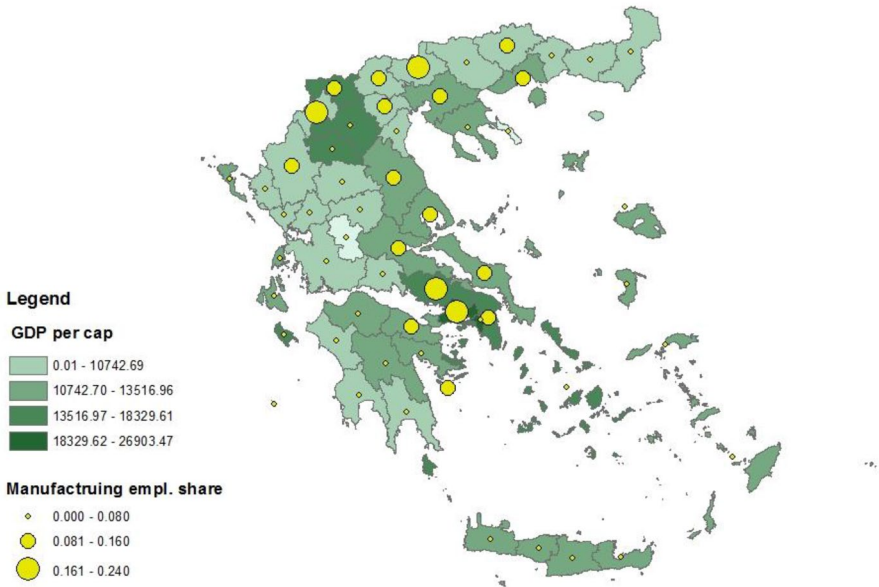 Legend
GDP per cap
0.01 - 10742.69
10742.70 - 13516.96
13516.97 - 18329.61
18329.62 - 26903.47
Manufactruing empl. share
0.000 - 0.080
0.081 - 0.160
0.161 - 0.240